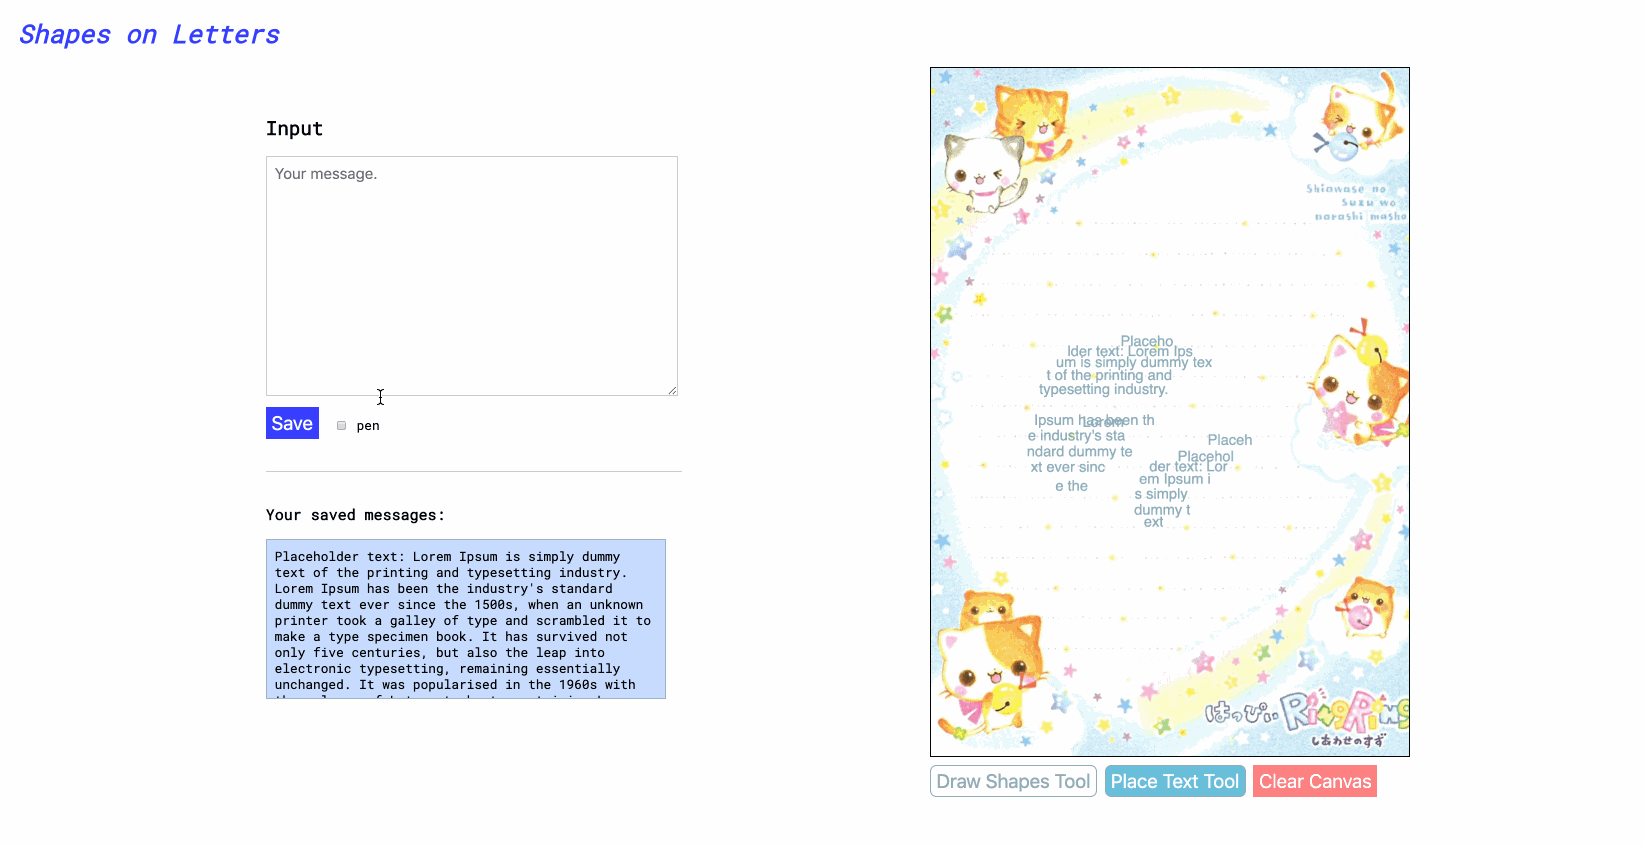 Shapes on Letters
Input
Your message.
Save
pen
Your saved messages:
Placeholder text: Lorem Ipsum is simply dummy
text of the printing and typesetting industry.
Lorem Ipsum has been the industry's standard
dummy text ever since the 1500s, when an unknown
printer took a galley of type and scrambled it to
make a type specimen book. It has survived not
only five centuries, but also the leap into
electronic typesetting, remaining essentially
unchanged. It was popularised in the 1960s with
Shiawase no
Suzu wo
narashi masho
Placeho
lder text: Lorem Ips
um is simply dummy tex
t of the printing and
typesetting industry.
Lorem
Ipsum has been th
e industry's sta
ndard dummy te
xt ever sinc
e the
Placeh
Placehol
der text: Lor
em Ipsum i
s simply
dummy t
ext
はっぴぃ RingRing
しあわせのすず
Draw Shapes Tool
Place Text Tool
Clear Canvas